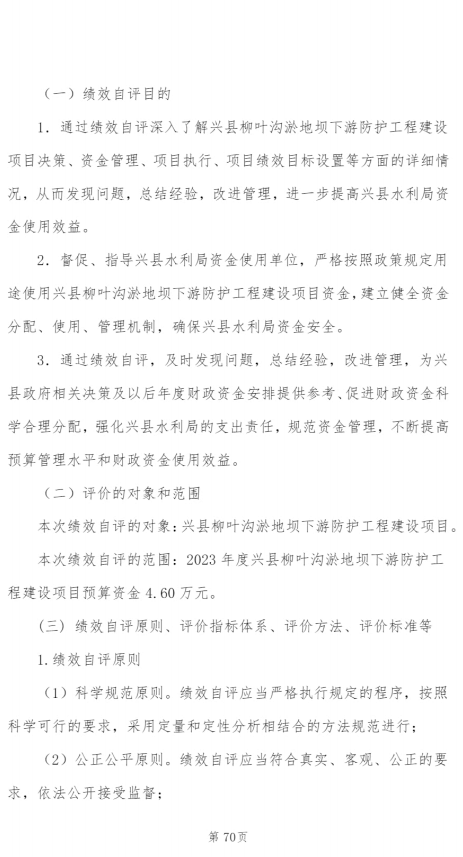 （一）绩效自评目的
1. 通过绩效自评深入了解兴县柳叶沟淤地坝下游防护工程建设
项目决策、资金管理、项目执行、项目绩效目标设置等方面的详细情
况，从而发现问题，总结经验，改进管理，进一步提高兴县水利局资
金使用效益。
2. 督促、指导兴县水利局资金使用单位，严格按照政策规定用
途使用兴县柳叶沟淤地坝下游防护工程建设项目资金，建立健全资金
分配、使用、管理机制，确保兴县水利局资金安全。
3. 通过绩效自评，及时发现问题，总结经验，改进管理，为兴
县政府相关决策及以后年度财政资金安排提供参考、促进财政资金科
学合理分配，强化兴县水利局的支出责任，规范资金管理，不断提高
预算管理水平和财政资金使用效益。
（二）评价的对象和范围
本次绩效自评的对象：兴县柳叶沟淤地坝下游防护工程建设项目。
本次绩效自评的范围：2023 年度兴县柳叶沟淤地坝下游防护工
程建设项目预算资金 4.60 万元。
(三) 绩效自评原则、评价指标体系、评价方法、评价标准等
1.绩效自评原则
（1）科学规范原则。绩效自评应当严格执行规定的程序，按照
科学可行的要求，采用定量和定性分析相结合的方法规范进行；
（2）公正公平原则。绩效自评应当符合真实、客观、公正的要
求，依法公开接受监督；
第 70页